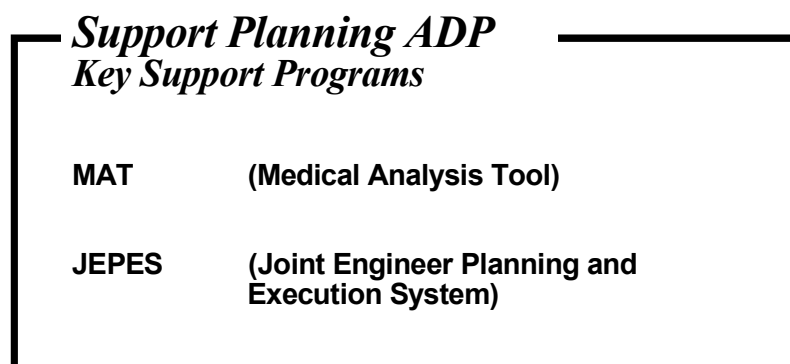 Support Planning ADP
Key Support Programs
MAT (Medical Analysis Tool)
JEPES (Joint Engineer Planning and
Execution System)